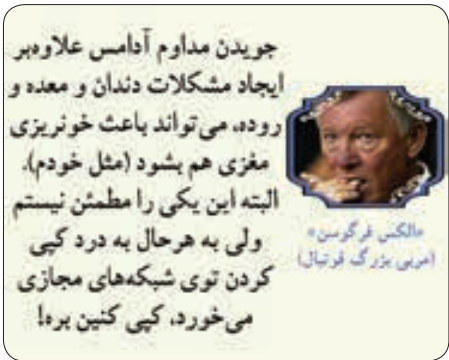 جویدن مداوم آدامس علاوه‌بر
ایجاد مشکلات دندان و معده و
روده، می‌تواند باعث خونریزی
مغزی هم بشود (مثل خودم).
البته این یکی را مطمئن نیستم
ولی به هرحال به درد کپی
کردن توی شبکه‌های مجازی
می‌خورد، کپی کنین بره!
«الکس فرگوسن»
(مربی بزرگ فوتبال)